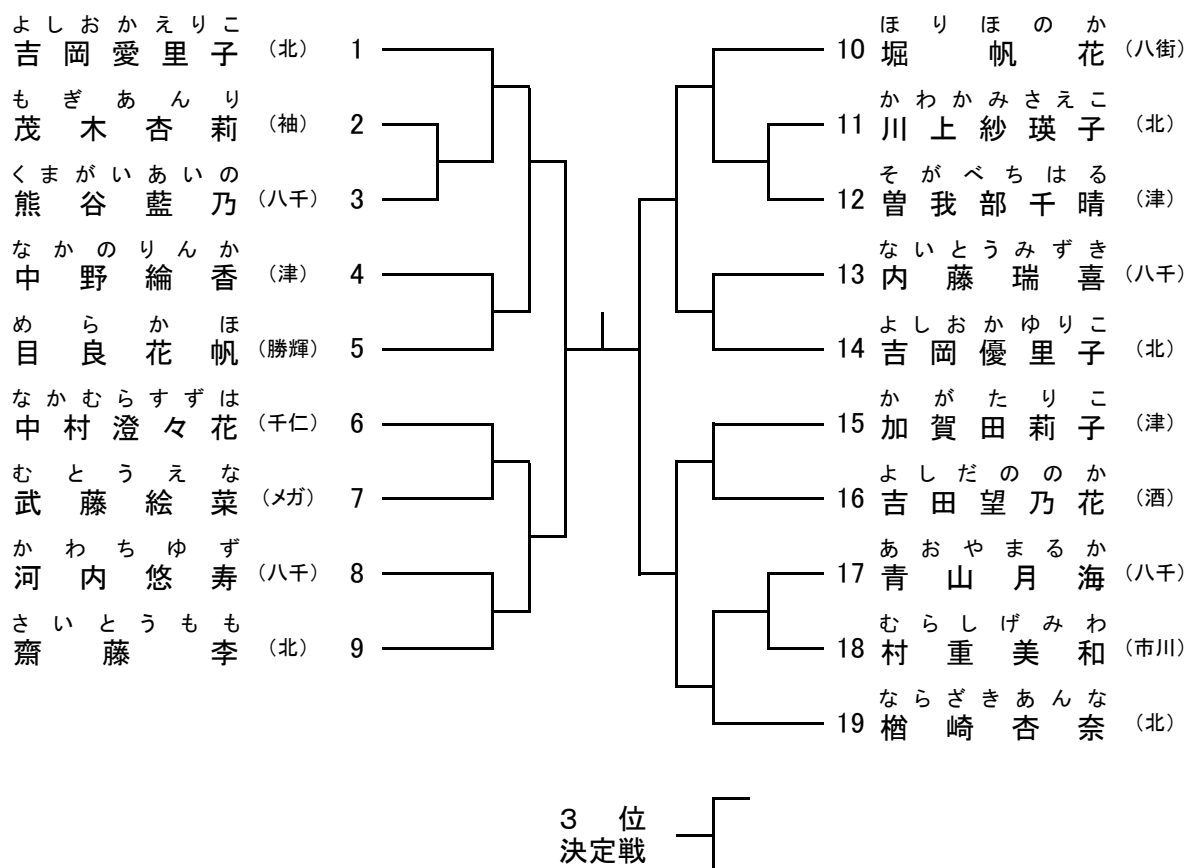 よしおかえりこ
吉岡愛里子 (北) 1
もぎあんり
茂木杏莉 (袖) 2
くまがいあいの
熊谷藍乃 (八千) 3
なかのりんか
中野綸香 (津) 4
めらかほ
目良花帆 (勝輝) 5
なかむらすずは
中村澄々花 (千仁) 6
むとうえな
武藤絵菜 (メガ) 7
かわちゆず
河内悠寿 (八千) 8
さいとうもも
齋藤李 (北) 9
ほりほのか
10 堀帆花 (八街)
かわかみさえこ
11 川上紗瑛子 (北)
そがべちはる
12 曽我部千晴 (津)
ないとうみずき
13 内藤瑞喜 (八千)
よしおかゆりこ
14 吉岡優里子 (北)
かがたりこ
15 加賀田莉子 (津)
よしだののか
16 吉田望乃花 (酒)
あおやまるか
17 青山月海 (八千)
むらしげみわ
18 村重美和 (市川)
ならざきあんな
19 楢崎杏奈 (北)
3位
決定戦